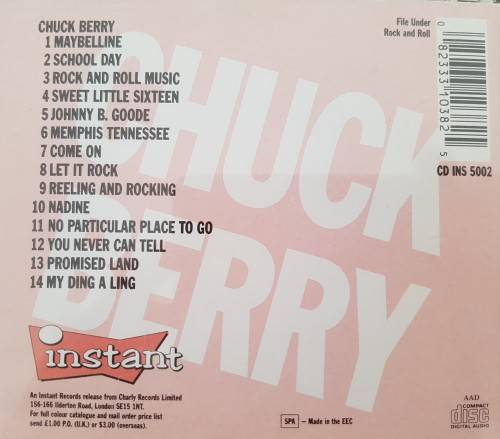 CHUCK BERRY
1 MAYBELLINE
2 SCHOOL DAY
3 ROCK AND ROLL MUSIC
4 SWEET LITTLE SIXTEEN
5 JOHNNY B. GOODE
6 MEMPHIS TENNESSEE
7 COME ON
8 LET IT ROCK
9 REELING AND ROCKING
10 NADINE
11 NO PARTICULAR PLACE TO GO
12 YOU NEVER CAN TELL
13 PROMISED LAND
14 MY DING A LING
File Under
Rock and Roll
0 82333 10382 5
CD INS 5002
CHUCK
BERRY
instant
An Instant Records release from Charly Records Limited
156-166 Ilderton Road, London SE15 1NT.
For full colour catalogue and mail order price list
send £1.00 P.O. (U.K.) or $3.00 (overseas).
SPA – Made in the EEC
AAD
COMPACT
disc
DIGITAL AUDIO